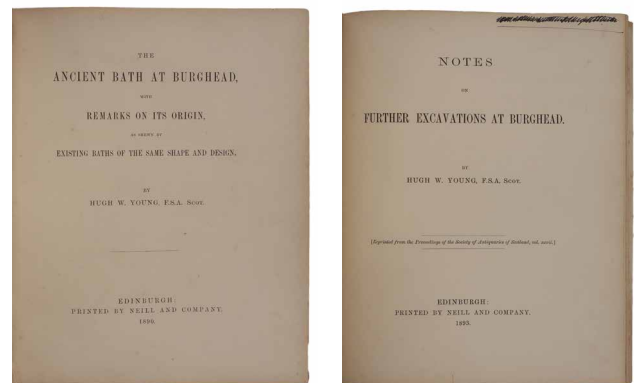 THE
ANCIENT BATH AT BURGHEAD,
WITH
REMARKS ON ITS ORIGIN,
AS SHEWN BY
EXISTING BATHS OF THE SAME SHAPE AND DESIGN.
BY
HUGH W. YOUNG, F.S.A. SCOT.
EDINBURGH:
PRINTED BY NEILL AND COMPANY.
NOTES
ON
FURTHER EXCAVATIONS AT BURGHEAD.
BY
HUGH W. YOUNG, F.S.A. SCOT.
[Reprinted from the Proceedings of the Society of Antiquaries of Scotland, vol.
EDINBURGH:
PRINTED BY NEILL AND COMPANY.
1893.